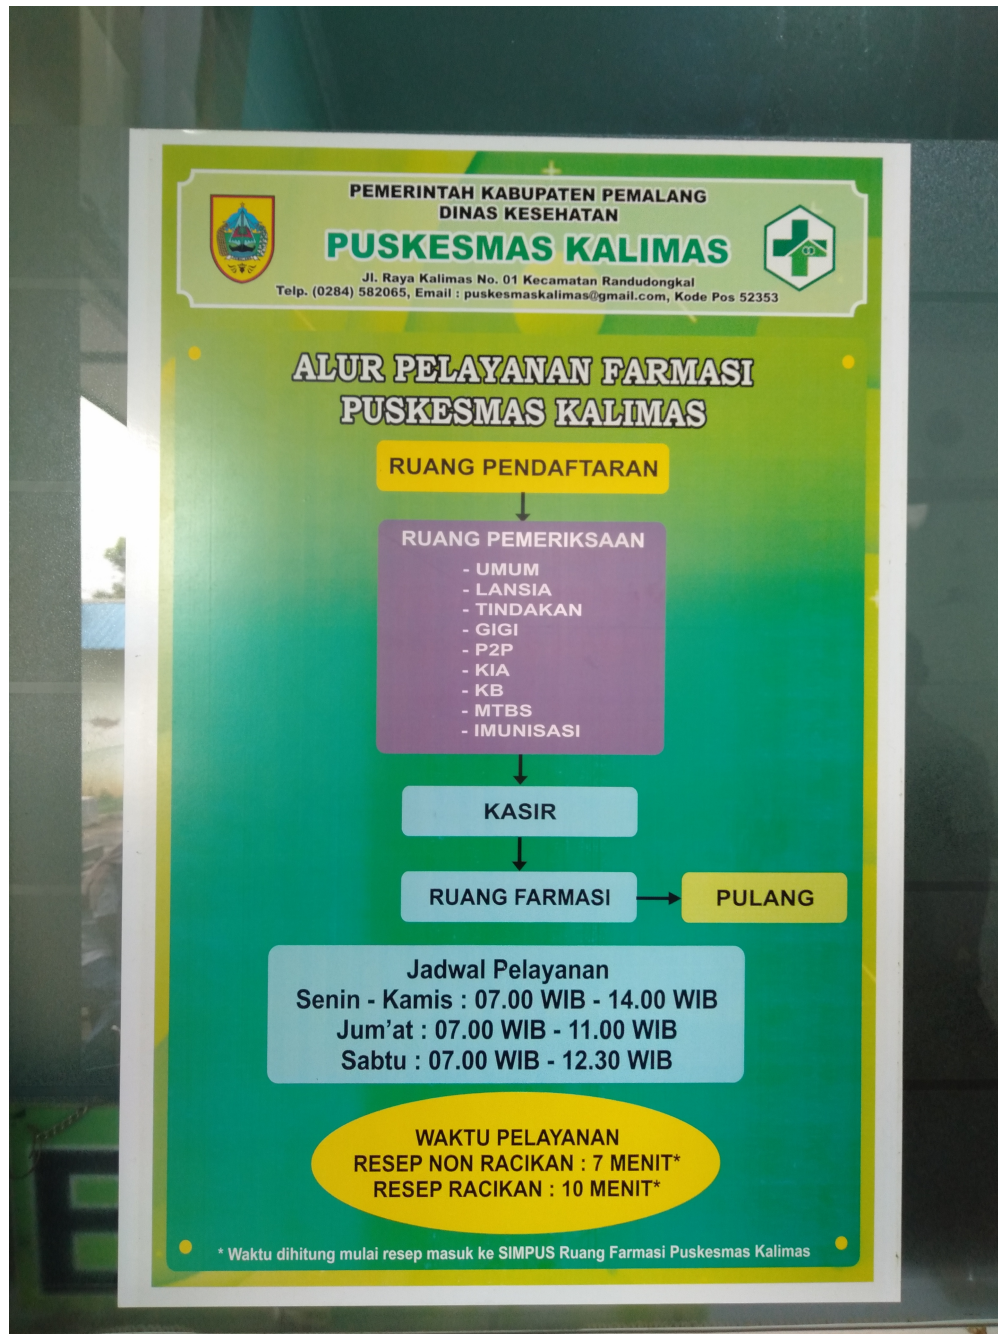 PEMERINTAH KABUPATEN PEMALANG
DINAS KESEHATAN
PUSKESMAS KALIMAS
Jl. Raya Kalimas No. 01 Kecamatan Randudongkal
Telp. (0284) 582065, Email : puskesmaskalimas@gmail.com, Kode Pos 52353
ALUR PELAYANAN FARMASI
PUSKESMAS KALIMAS
RUANG PENDAFTARAN
RUANG PEMERIKSAAN
- UMUM
- LANSIA
- TINDAKAN
- GIGI
- P2P
- KIA
- KB
- MTBS
- IMUNISASI
KASIR
RUANG FARMASI
PULANG
Jadwal Pelayanan
Senin - Kamis : 07.00 WIB - 14.00 WIB
Jum'at : 07.00 WIB - 11.00 WIB
Sabtu : 07.00 WIB - 12.30 WIB
WAKTU PELAYANAN
RESEP NON RACIKAN : 7 MENIT*
RESEP RACIKAN : 10 MENIT*
* Waktu dihitung mulai resep masuk ke SIMPUS Ruang Farmasi Puskesmas Kalimas